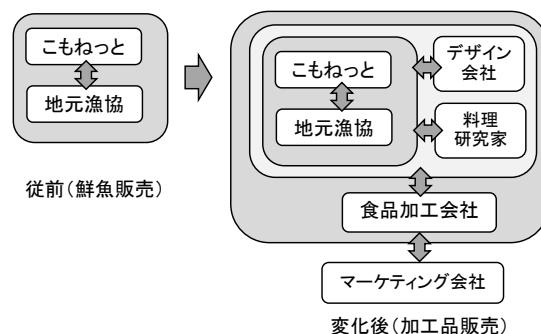 こもねっと
地元漁協
従前(鮮魚販売)
こもねっと
地元漁協
デザイン
会社
料理
研究家
食品加工会社
マーケティング会社
変化後(加工品販売)